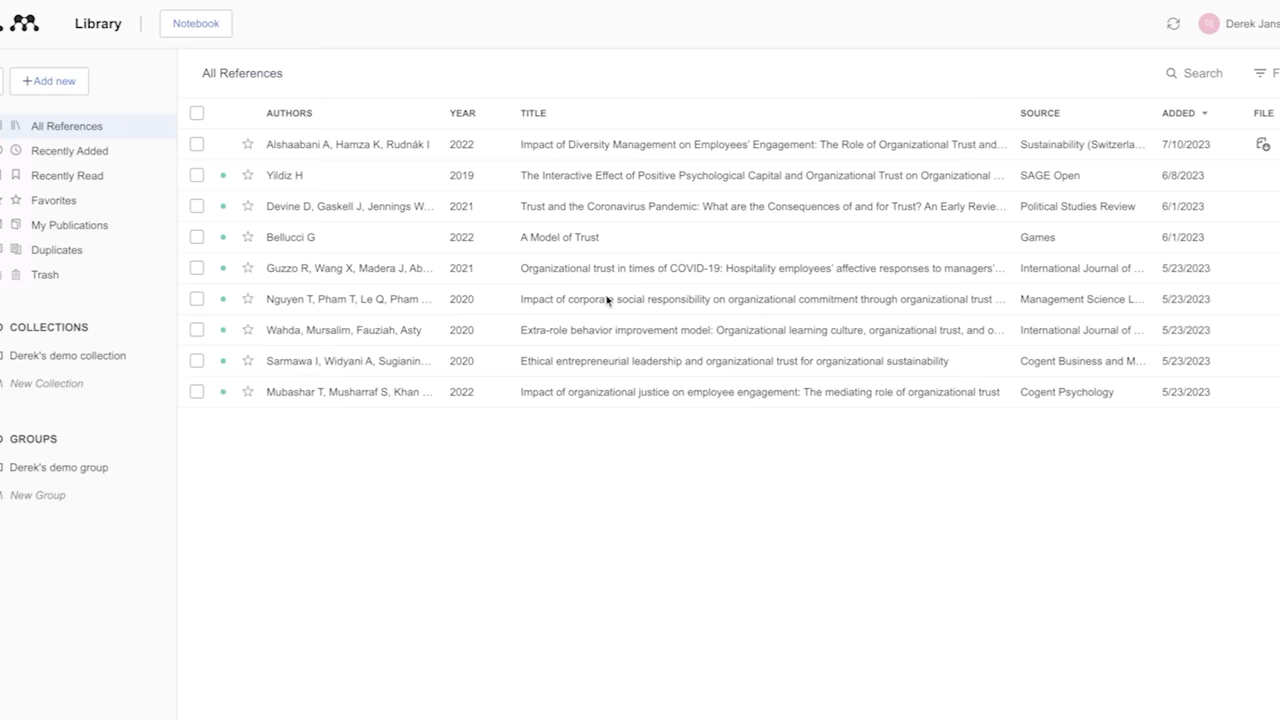 Library
Notebook
Derek Jans
+Add new
All References
Recently Added
Recently Read
Favorites
My Publications
Duplicates
Trash
COLLECTIONS
Derek's demo collection
New Collection
GROUPS
Derek's demo group
New Group
All References
Search
F
AUTHORS YEAR TITLE SOURCE ADDED FILE
Alshaabani A, Hamza K, Rudnák I 2022 Impact of Diversity Management on Employees' Engagement: The Role of Organizational Trust and… Sustainability (Switzerla… 7/10/2023
Yildiz H 2019 The Interactive Effect of Positive Psychological Capital and Organizational Trust on Organizational … SAGE Open 6/8/2023
Devine D, Gaskell J, Jennings W… 2021 Trust and the Coronavirus Pandemic: What are the Consequences of and for Trust? An Early Revie… Political Studies Review 6/1/2023
Bellucci G 2022 A Model of Trust Games 6/1/2023
Guzzo R, Wang X, Madera J, Ab… 2021 Organizational trust in times of COVID-19: Hospitality employees' affective responses to managers'… International Journal of … 5/23/2023
Nguyen T, Pham T, Le Q, Pham … 2020 Impact of corporate social responsibility on organizational commitment through organizational trust … Management Science L… 5/23/2023
Wahda, Mursalim, Fauziah, Asty 2020 Extra-role behavior improvement model: Organizational learning culture, organizational trust, and o… International Journal of … 5/23/2023
Sarmawa I, Widyani A, Sugianin… 2020 Ethical entrepreneurial leadership and organizational trust for organizational sustainability Cogent Business and M… 5/23/2023
Mubashar T, Musharraf S, Khan … 2022 Impact of organizational justice on employee engagement: The mediating role of organizational trust Cogent Psychology 5/23/2023